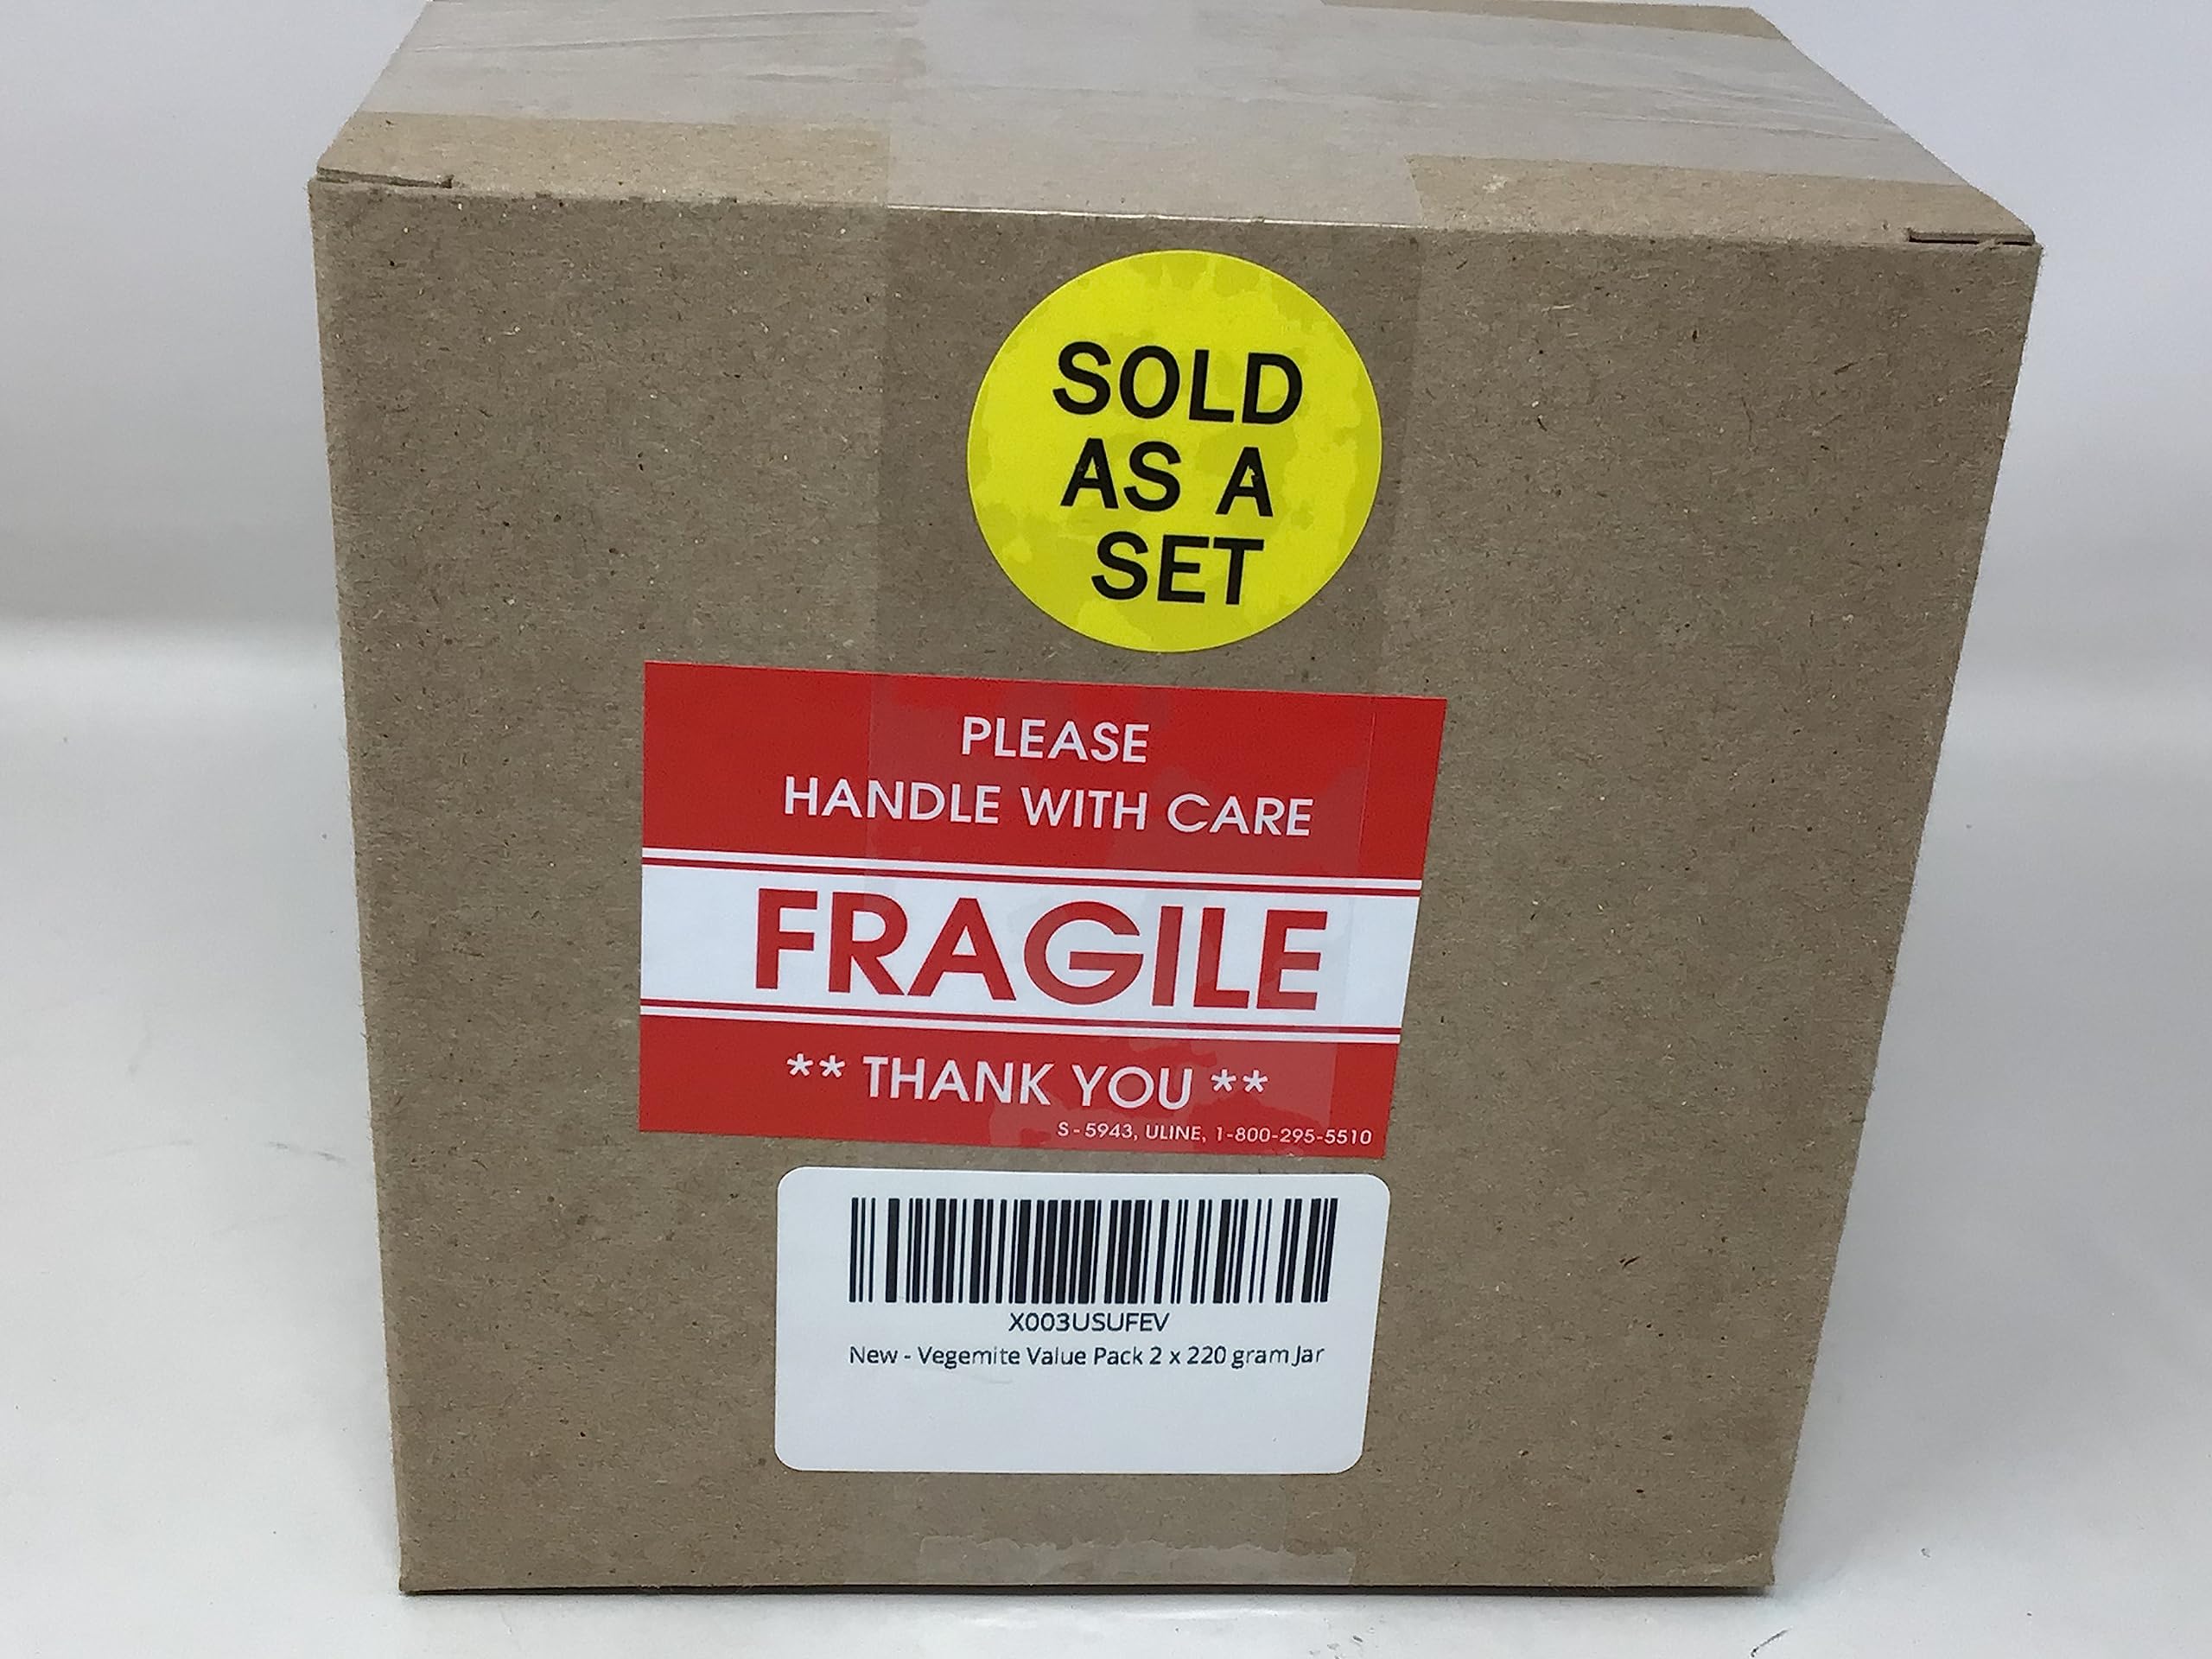 SOLD
AS A
SET
PLEASE
HANDLE WITH CARE
FRAGILE
** THANK YOU **
S-5943, ULINE, 1-800-295-5510
X003USUFEV
New - Vegemite Value Pack 2 x 220 gram Jar